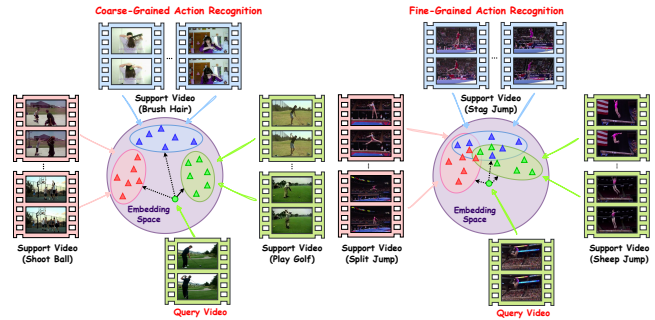 Coarse-Grained Action Recognition
Fine-Grained Action Recognition
...
Support Video
(Brush Hair)
...
Support Video
(Stag Jump)
Embedding
Space
Embedding
Space
Support Video
(Shoot Ball)
Support Video
(Play Golf)
Support Video
(Split Jump)
Support Video
(Sheep Jump)
Query Video
Query Video